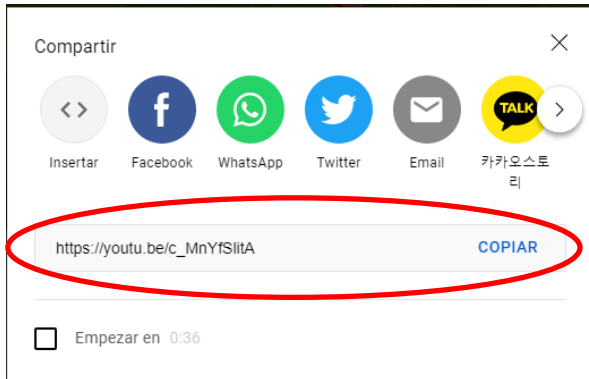 Compartir
TALK
Insertar
Facebook
WhatsApp
Twitter
Email
카카오스토
리
https://youtu.be/c_MnYfSlitA
COPIAR
Empezar en 0:36